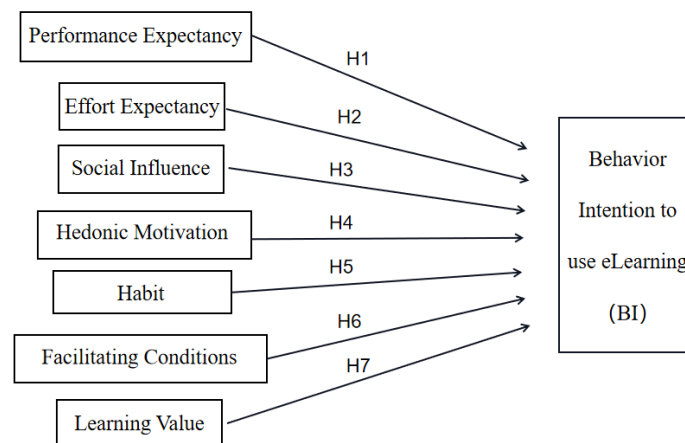 Performance Expectancy
H1
Effort Expectancy
H2
Social Influence
H3
Hedonic Motivation
H4
Habit
H5
Facilitating Conditions
H6
Learning Value
H7
Behavior
Intention to
use eLearning
(BI)